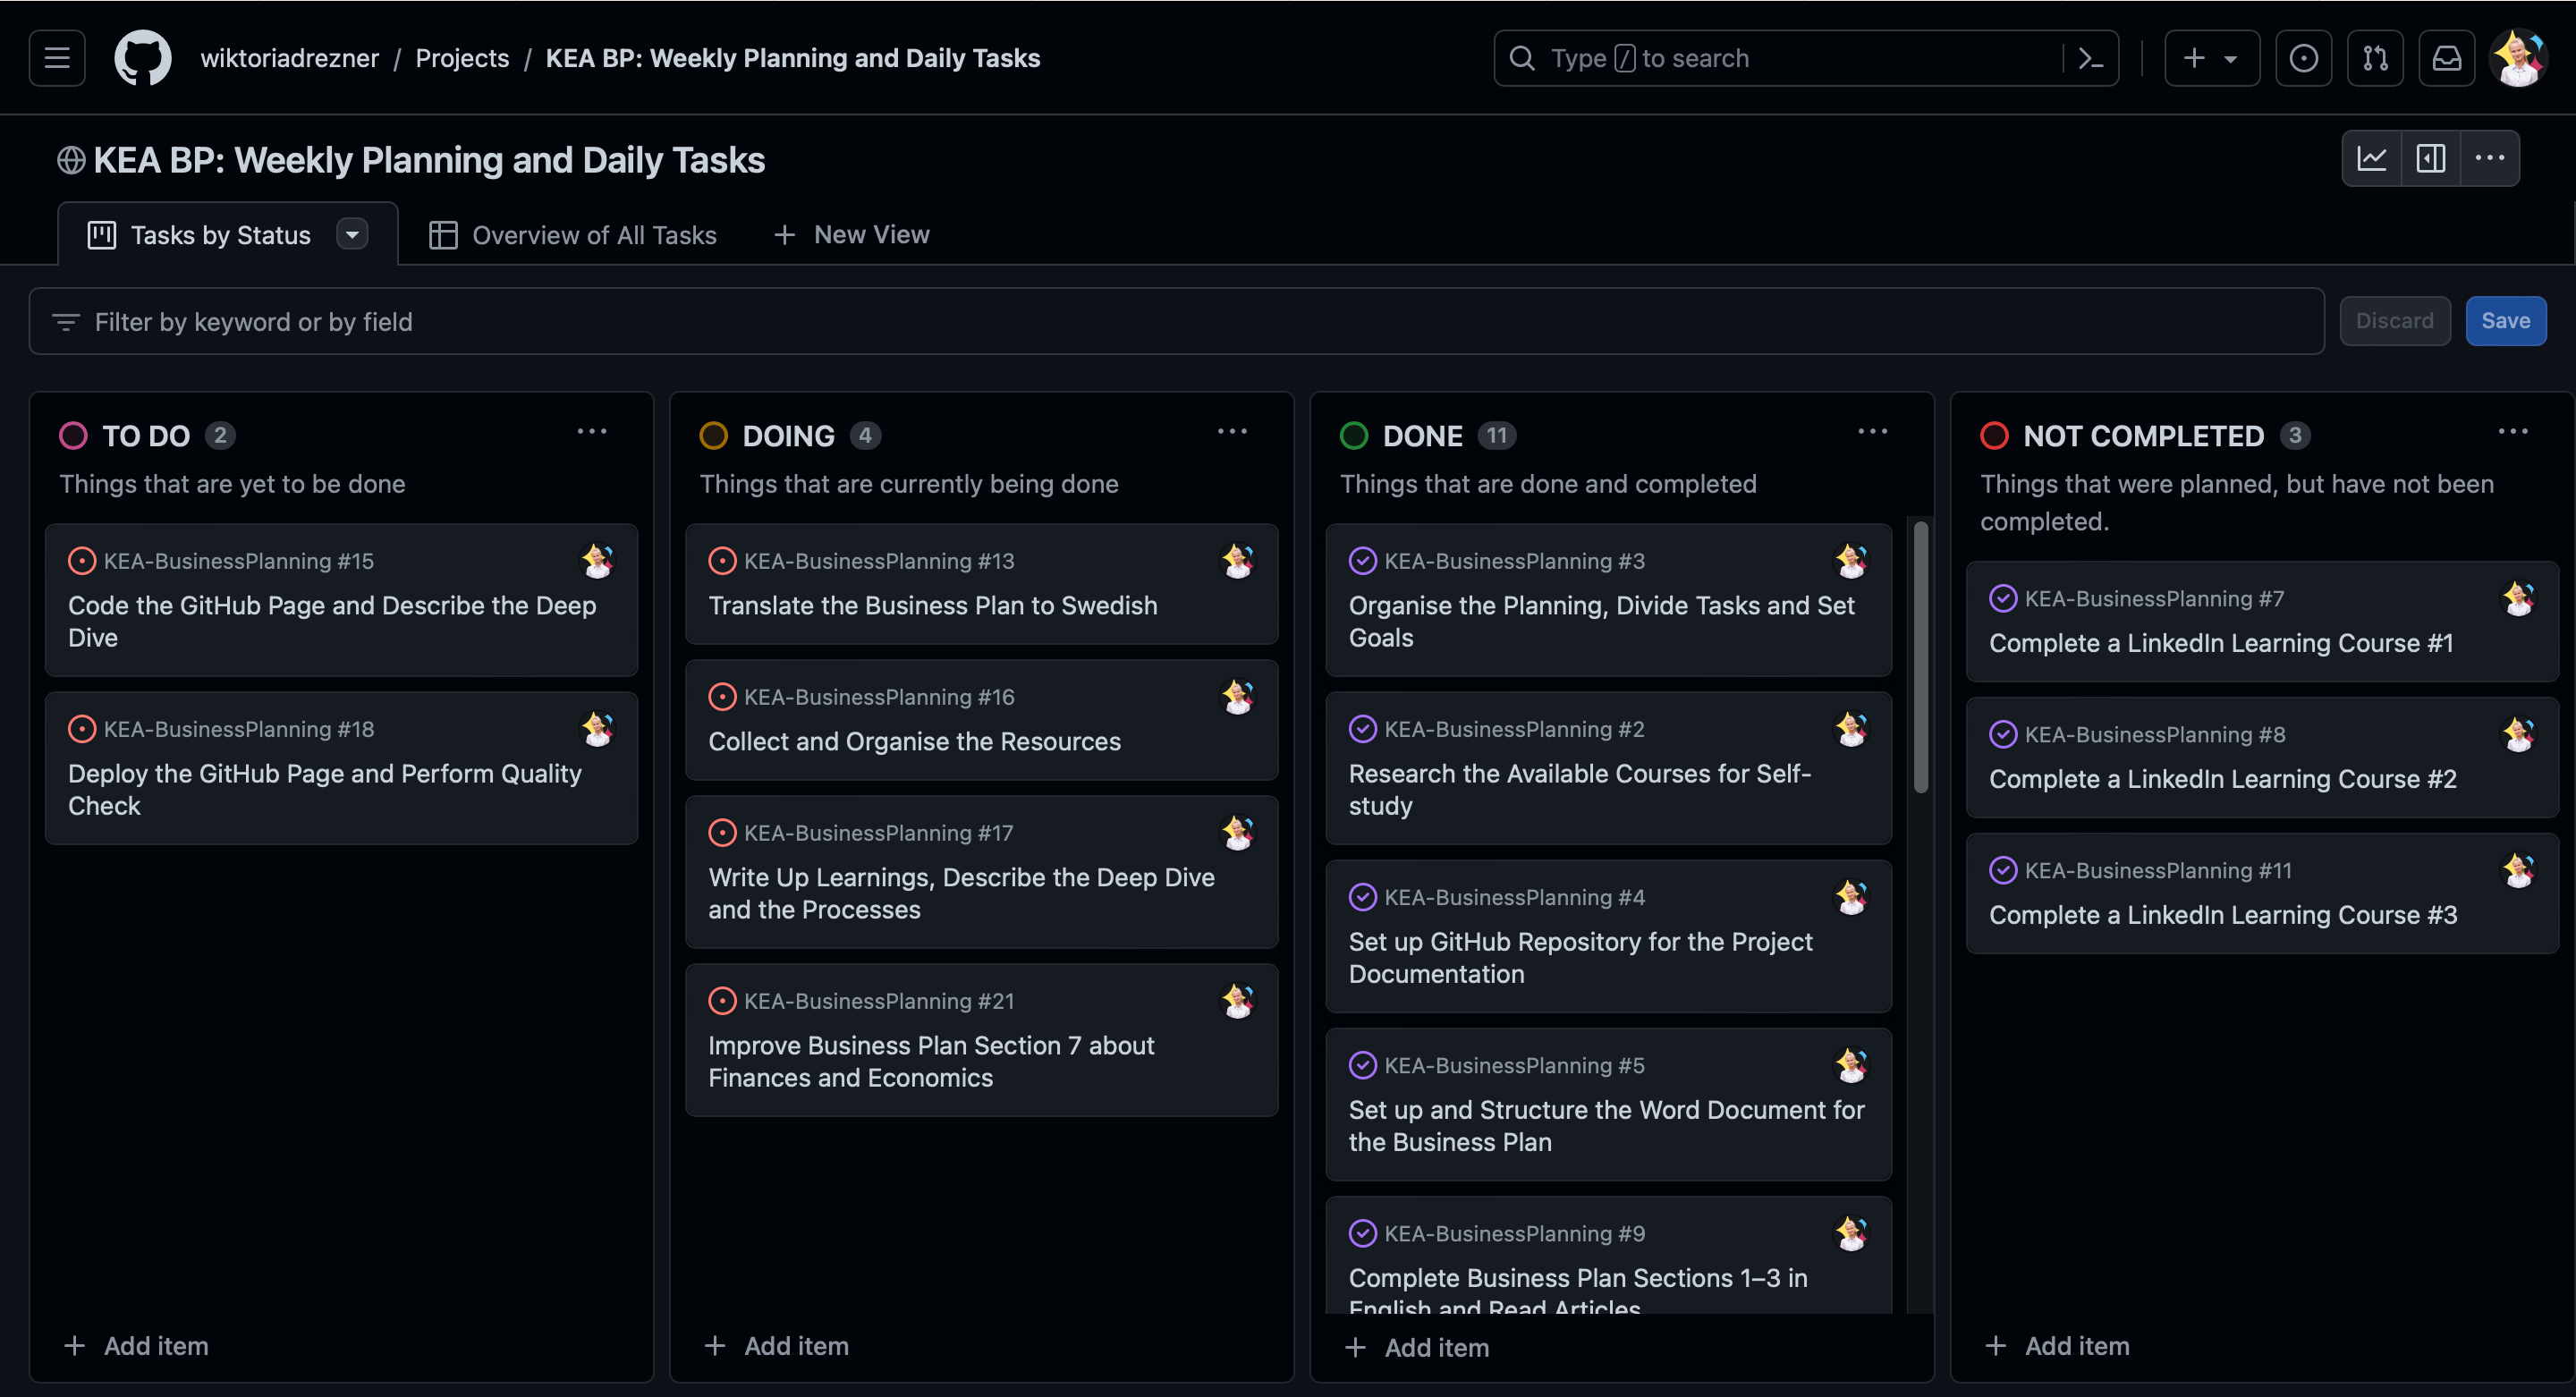 wiktoriadrezner / Projects / KEA BP: Weekly Planning and Daily Tasks
Type / to search
KEA BP: Weekly Planning and Daily Tasks
Tasks by Status
Overview of All Tasks
+ New View
Filter by keyword or by field
Discard
Save
TO DO 2
Things that are yet to be done
KEA-BusinessPlanning #15
Code the GitHub Page and Describe the Deep
Dive
KEA-BusinessPlanning #18
Deploy the GitHub Page and Perform Quality
Check
+ Add item
DOING 4
Things that are currently being done
KEA-BusinessPlanning #13
Translate the Business Plan to Swedish
KEA-BusinessPlanning #16
Collect and Organise the Resources
KEA-BusinessPlanning #17
Write Up Learnings, Describe the Deep Dive
and the Processes
KEA-BusinessPlanning #21
Improve Business Plan Section 7 about
Finances and Economics
+ Add item
DONE 11
Things that are done and completed
KEA-BusinessPlanning #3
Organise the Planning, Divide Tasks and Set
Goals
KEA-BusinessPlanning #2
Research the Available Courses for Self-
study
KEA-BusinessPlanning #4
Set up GitHub Repository for the Project
Documentation
KEA-BusinessPlanning #5
Set up and Structure the Word Document for
the Business Plan
KEA-BusinessPlanning #9
Complete Business Plan Sections 1–3 in
English and Read Articles
+ Add item
NOT COMPLETED 3
Things that were planned, but have not been
completed.
KEA-BusinessPlanning #7
Complete a LinkedIn Learning Course #1
KEA-BusinessPlanning #8
Complete a LinkedIn Learning Course #2
KEA-BusinessPlanning #11
Complete a LinkedIn Learning Course #3
+ Add item